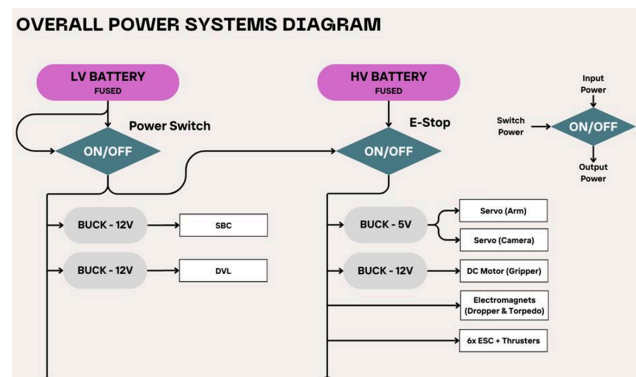 OVERALL POWER SYSTEMS DIAGRAM
LV BATTERY
FUSED
Power Switch
ON/OFF
BUCK - 12V
SBC
BUCK - 12V
DVL
HV BATTERY
FUSED
E-Stop
ON/OFF
BUCK - 5V
Servo (Arm)
Servo (Camera)
BUCK - 12V
DC Motor (Gripper)
Electromagnets
(Dropper & Torpedo)
6x ESC + Thrusters
Input
Power
Switch
Power
ON/OFF
Output
Power